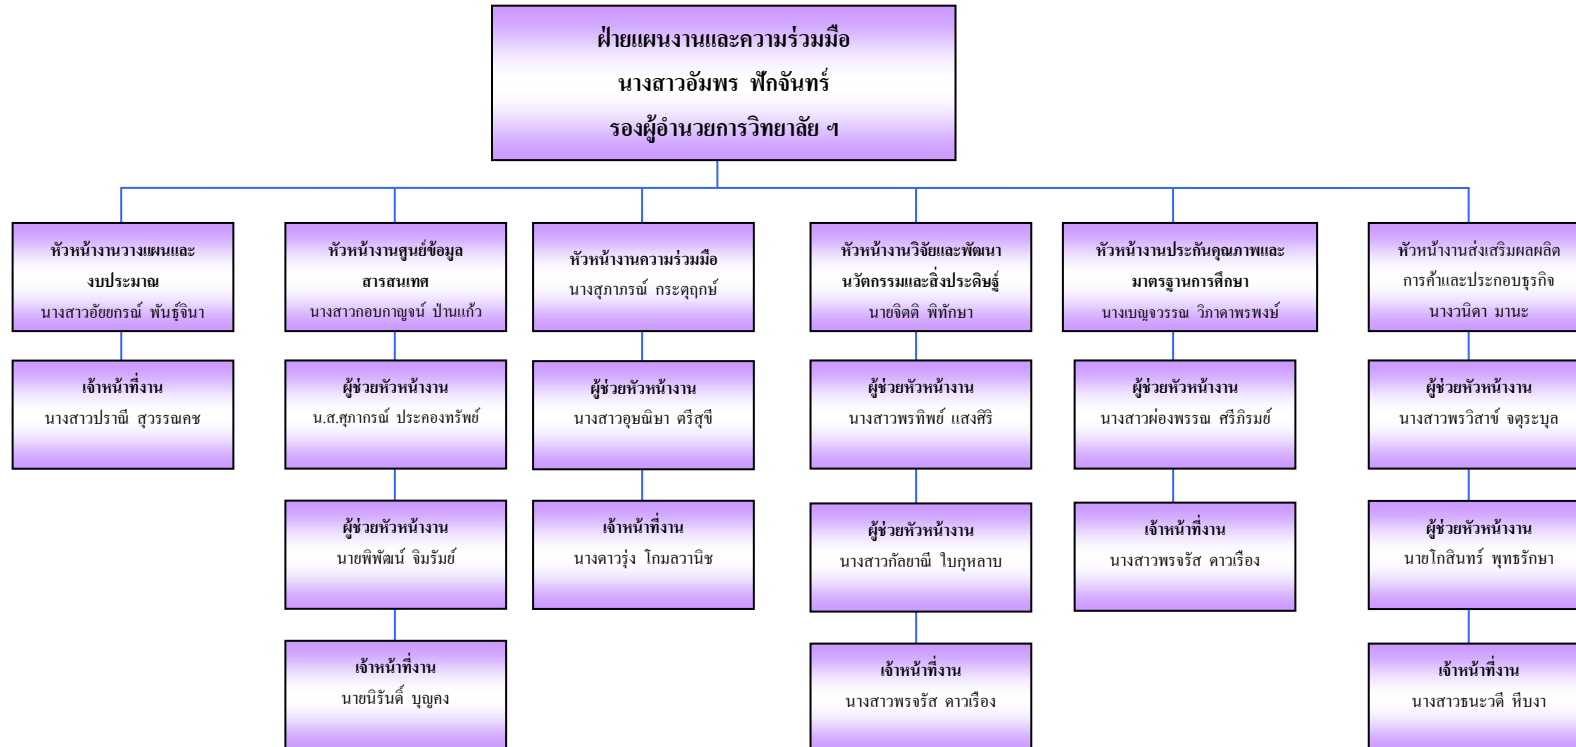 ฝ่ายแผนงานและความร่วมมือ
นางสาวอัมพร ฟักจันทร์
รองผู้อำนวยการวิทยาลัย ฯ
หัวหน้างานวางแผนและ
งบประมาณ
นางสาวอัยยกรณ์ พันธุ์จินา
เจ้าหน้าที่งาน
นางสาวปราณี สุวรรณคช
หัวหน้างานศูนย์ข้อมูล
สารสนเทศ
นางสาวกอบกาญจน์ ป่านแก้ว
ผู้ช่วยหัวหน้างาน
น.ส.ศุภากรณ์ ประคองทรัพย์
ผู้ช่วยหัวหน้างาน
นายพิพัฒน์ จิมรัมย์
เจ้าหน้าที่งาน
นายนิรันดิ์ บุญคง
หัวหน้างานความร่วมมือ
นางสุภาภรณ์ กระตุฤกษ์
ผู้ช่วยหัวหน้างาน
นางสาวอุษณิษา ตรีสุขี
เจ้าหน้าที่งาน
นางดาวรุ่ง โกมลวานิช
หัวหน้างานวิจัยและพัฒนา
นวัตกรรมและสิ่งประดิษฐ์
นายจิตติ พิทักษา
ผู้ช่วยหัวหน้างาน
นางสาวพรทิพย์ แสงศิริ
ผู้ช่วยหัวหน้างาน
นางสาวกัลยาณี ใบกุหลาบ
เจ้าหน้าที่งาน
นางสาวพรจรัส ดาวเรือง
หัวหน้างานประกันคุณภาพและ
มาตรฐานการศึกษา
นางเบญจวรรณ วิภาดาพรพงษ์
ผู้ช่วยหัวหน้างาน
นางสาวผ่องพรรณ ศรีภิรมย์
เจ้าหน้าที่งาน
นางสาวพรจรัส ดาวเรือง
หัวหน้างานส่งเสริมผลผลิต
การค้าและประกอบธุรกิจ
นางวนิดา มานะ
ผู้ช่วยหัวหน้างาน
นางสาวพรวิสาข์ จตุระบุล
ผู้ช่วยหัวหน้างาน
นายโกสินทร์ พุทธรักษา
เจ้าหน้าที่งาน
นางสาวธนะวดี หีบงา